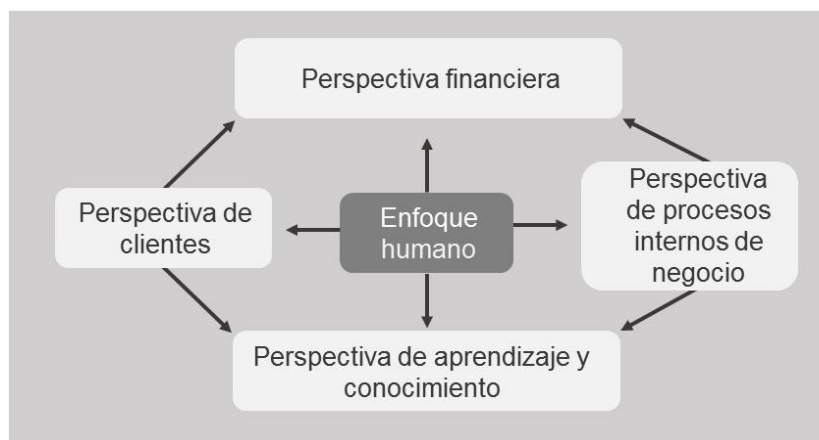 Perspectiva financiera
Perspectiva de
clientes
Enfoque
humano
Perspectiva
de procesos
internos de
negocio
Perspectiva de aprendizaje y
conocimiento